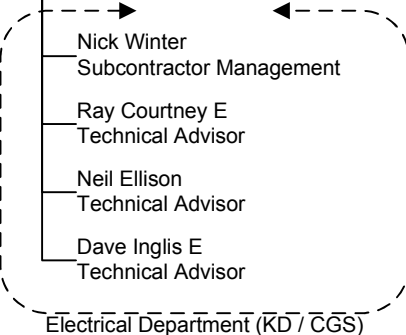 Nick Winter
Subcontractor Management
Ray Courtney E
Technical Advisor
Neil Ellison
Technical Advisor
Dave Inglis E
Technical Advisor
Electrical Department (KD / CGS)